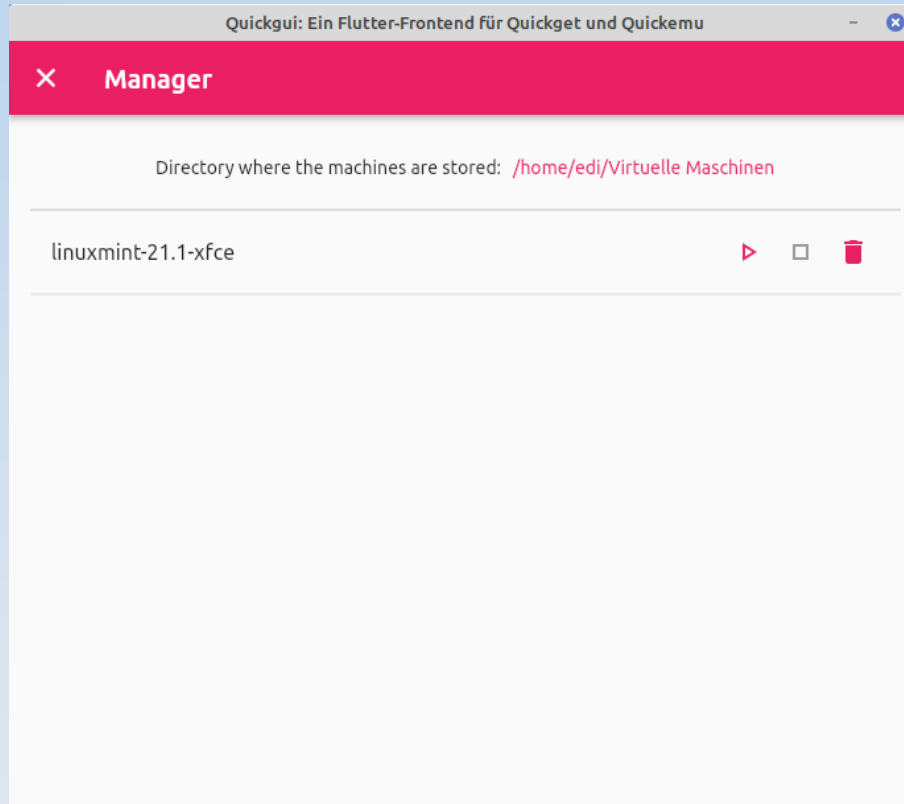 Quickgui: Ein Flutter-Frontend für Quickget und Quickemu
Manager
Directory where the machines are stored: /home/edi/Virtuelle Maschinen
linuxmint-21.1-xfce